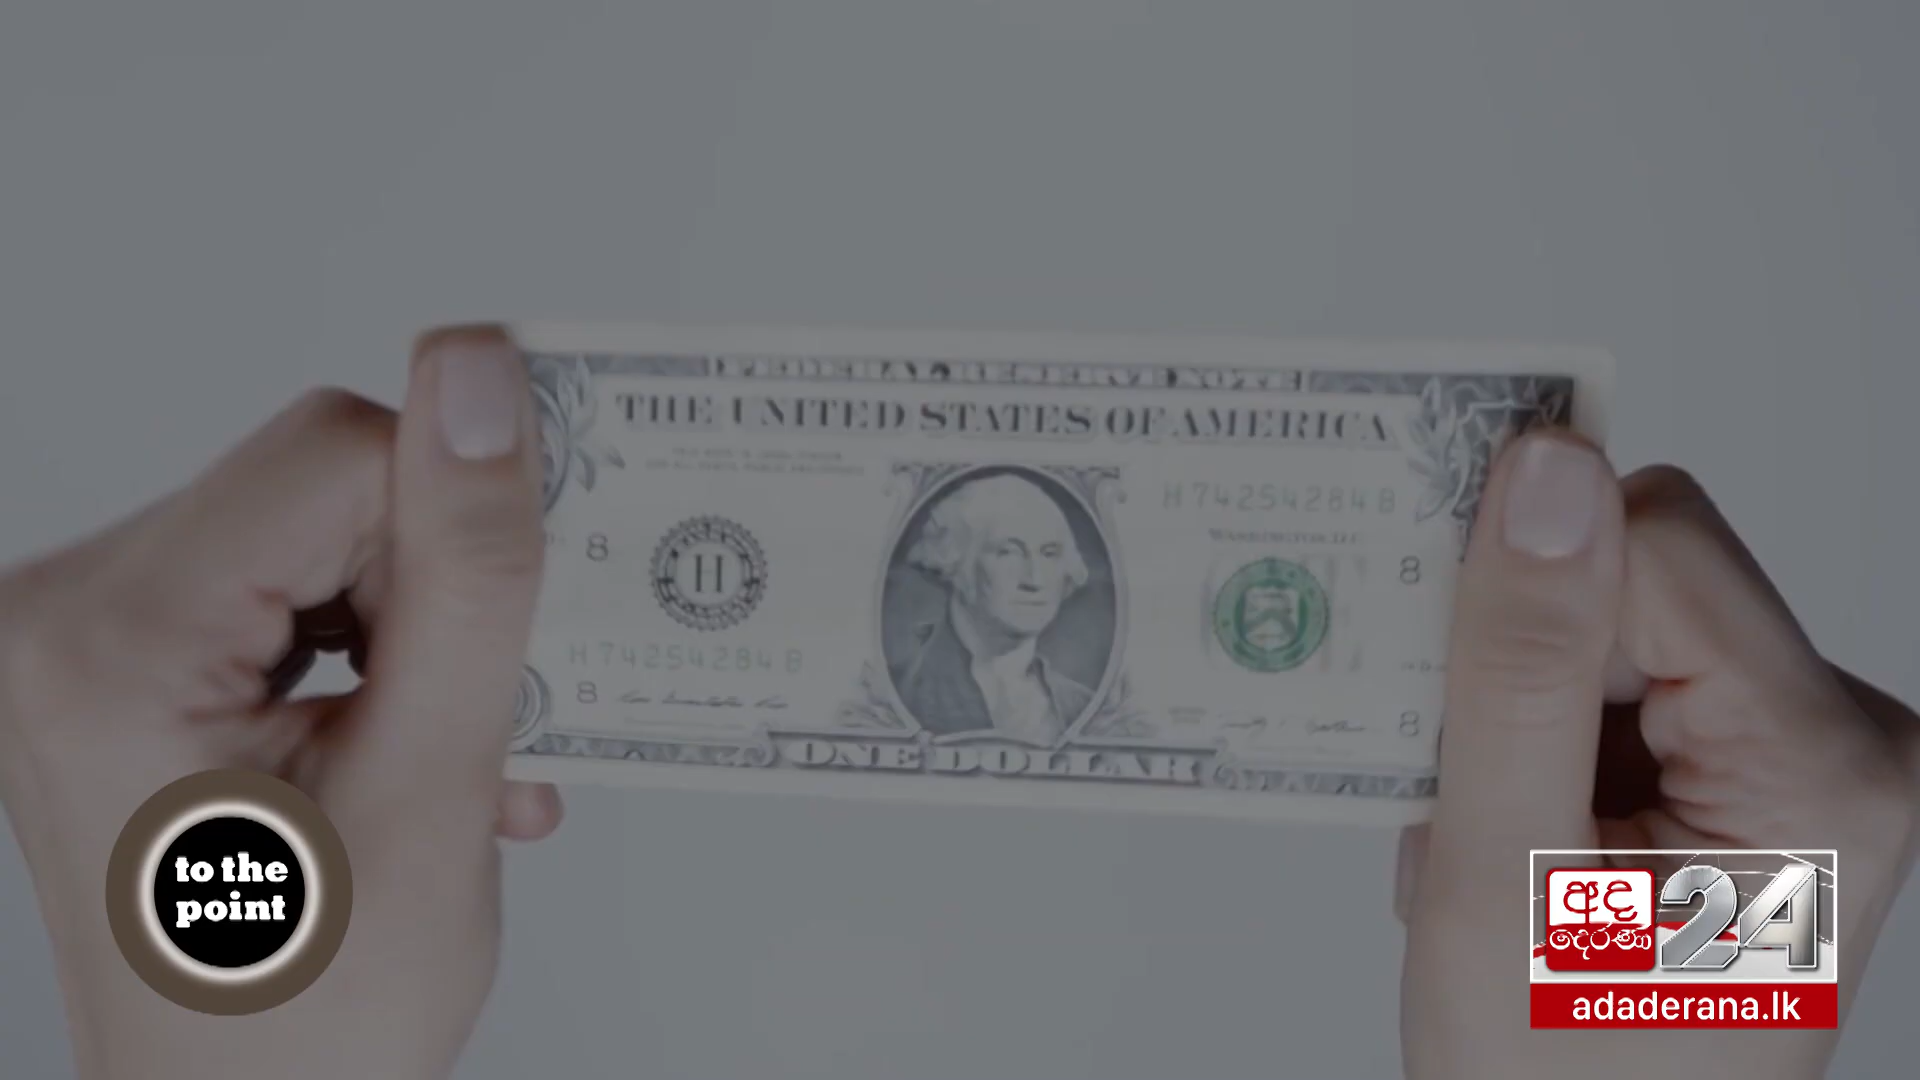 FEDERAL RESERVE NOTE
THE UNITED STATES OF AMERICA
H 74254284 B
WASHINGTON, D.C.
8
8
H
H 74254284 B
8
8
ONE DOLLAR
to the
point
අද
දෙරණ
24
adaderana.lk